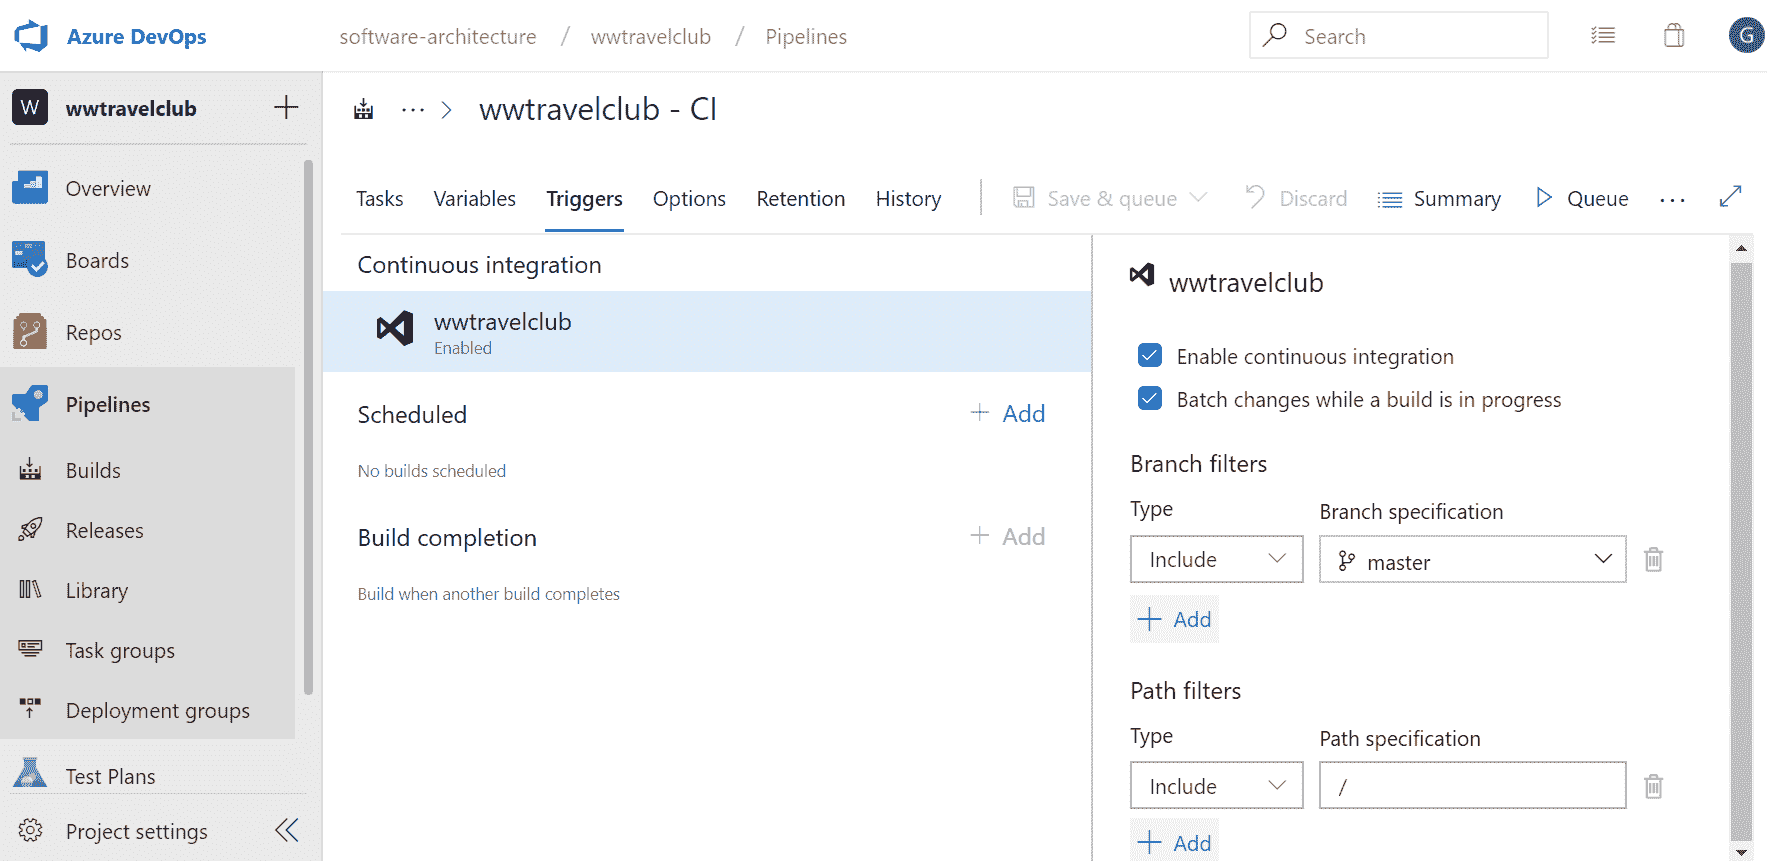 Azure DevOps
software-architecture / wwtravelclub / Pipelines
Search
G
W wwtravelclub
Overview
Boards
Repos
Pipelines
Builds
Releases
Library
Task groups
Deployment groups
Test Plans
Project settings
··· > wwtravelclub - CI
Tasks Variables Triggers Options Retention History Save & queue Discard Summary Queue ...
Continuous integration
wwtravelclub
Enabled
Scheduled + Add
No builds scheduled
Build completion + Add
Build when another build completes
wwtravelclub
Enable continuous integration
Batch changes while a build is in progress
Branch filters
Type Branch specification
Include master
+ Add
Path filters
Type Path specification
Include /
+ Add